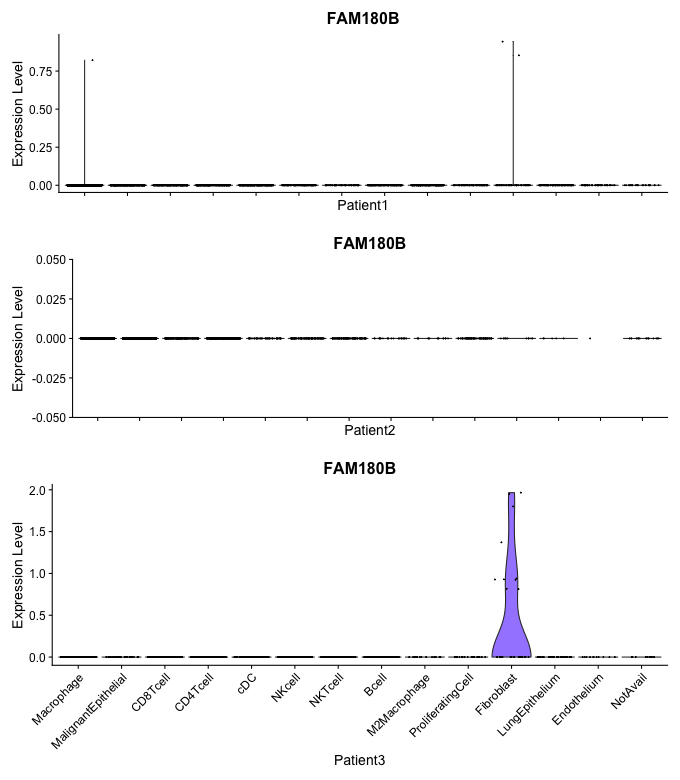 FAM180B
Expression Level
0.75
0.50
0.25
0.00
Patient1
FAM180B
Expression Level
0.050
0.025
0.000
-0.025
-0.050
Patient2
FAM180B
Expression Level
2.0
1.5
1.0
0.5
0.0
Macrophage
MalignantEpithelial
CD8Tcell
CD4Tcell
cDC
NKcell
NKTcell
Bcell
M2Macrophage
ProliferatingCell
Fibroblast
LungEpithelium
Endothelium
NotAvail
Patient3